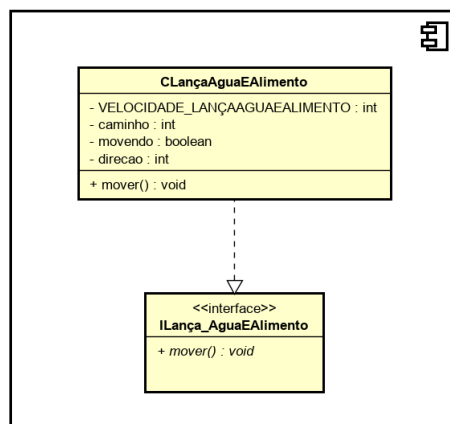 CLançaAguaEAlimento
- VELOCIDADE_LANÇAAGUAEALIMENTO : int
- caminho : int
- movendo : boolean
- direcao : int
+ mover() : void
<<interface>>
ILança_AguaEAlimento
+ mover() : void